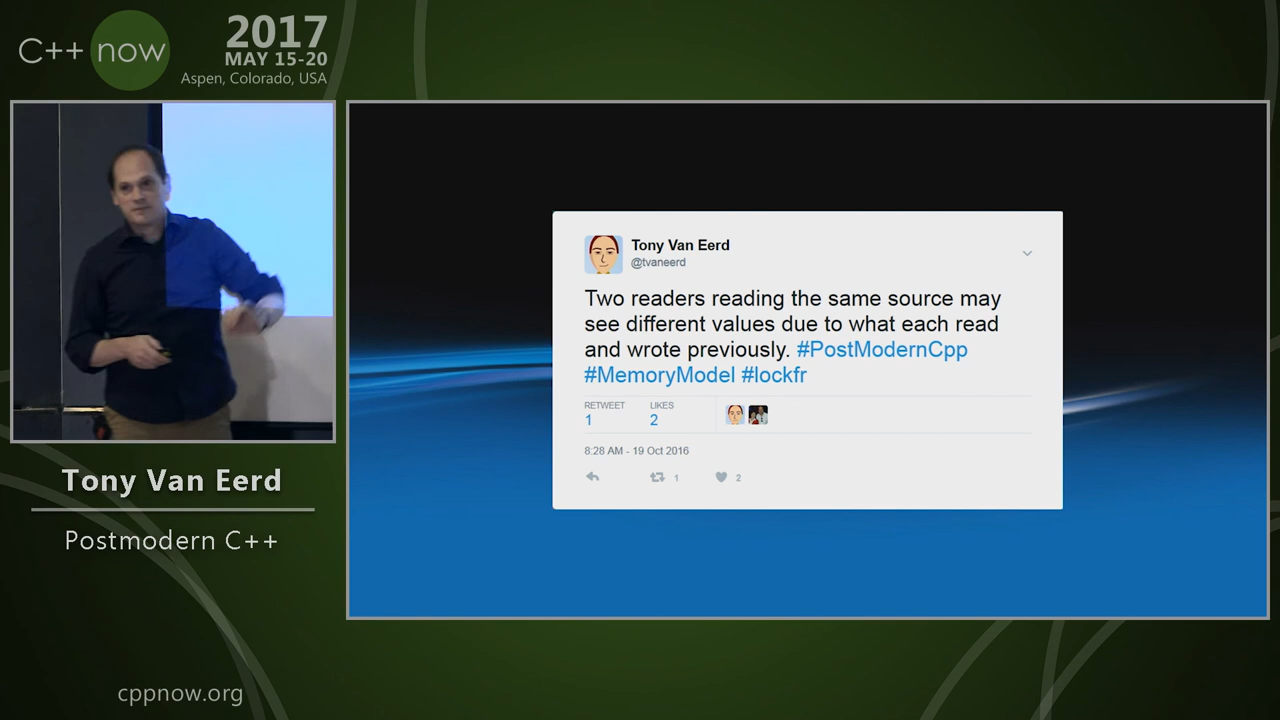 C++ now
2017
MAY 15-20
Aspen, Colorado, USA
Tony Van Eerd
@tvaneerd
Two readers reading the same source may
see different values due to what each read
and wrote previously. #PostModernCpp
#MemoryModel #lockfr
RETWEET LIKES
1 2
8:28 AM - 19 Oct 2016
1 2
Tony Van Eerd
Postmodern C++
cppnow.org